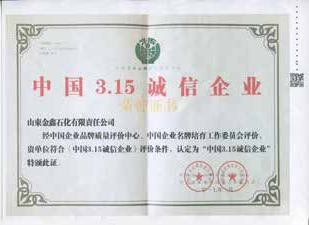 中国3.15诚信企业
荣誉证书
山东金鑫石化有限责任公司
经中国企业品牌质量评价中心、中国企业名牌培育工作委员会评价，
贵单位符合《中国3.15诚信企业》评价条件，认定为“中国3.15诚信企业”
特颁此证。